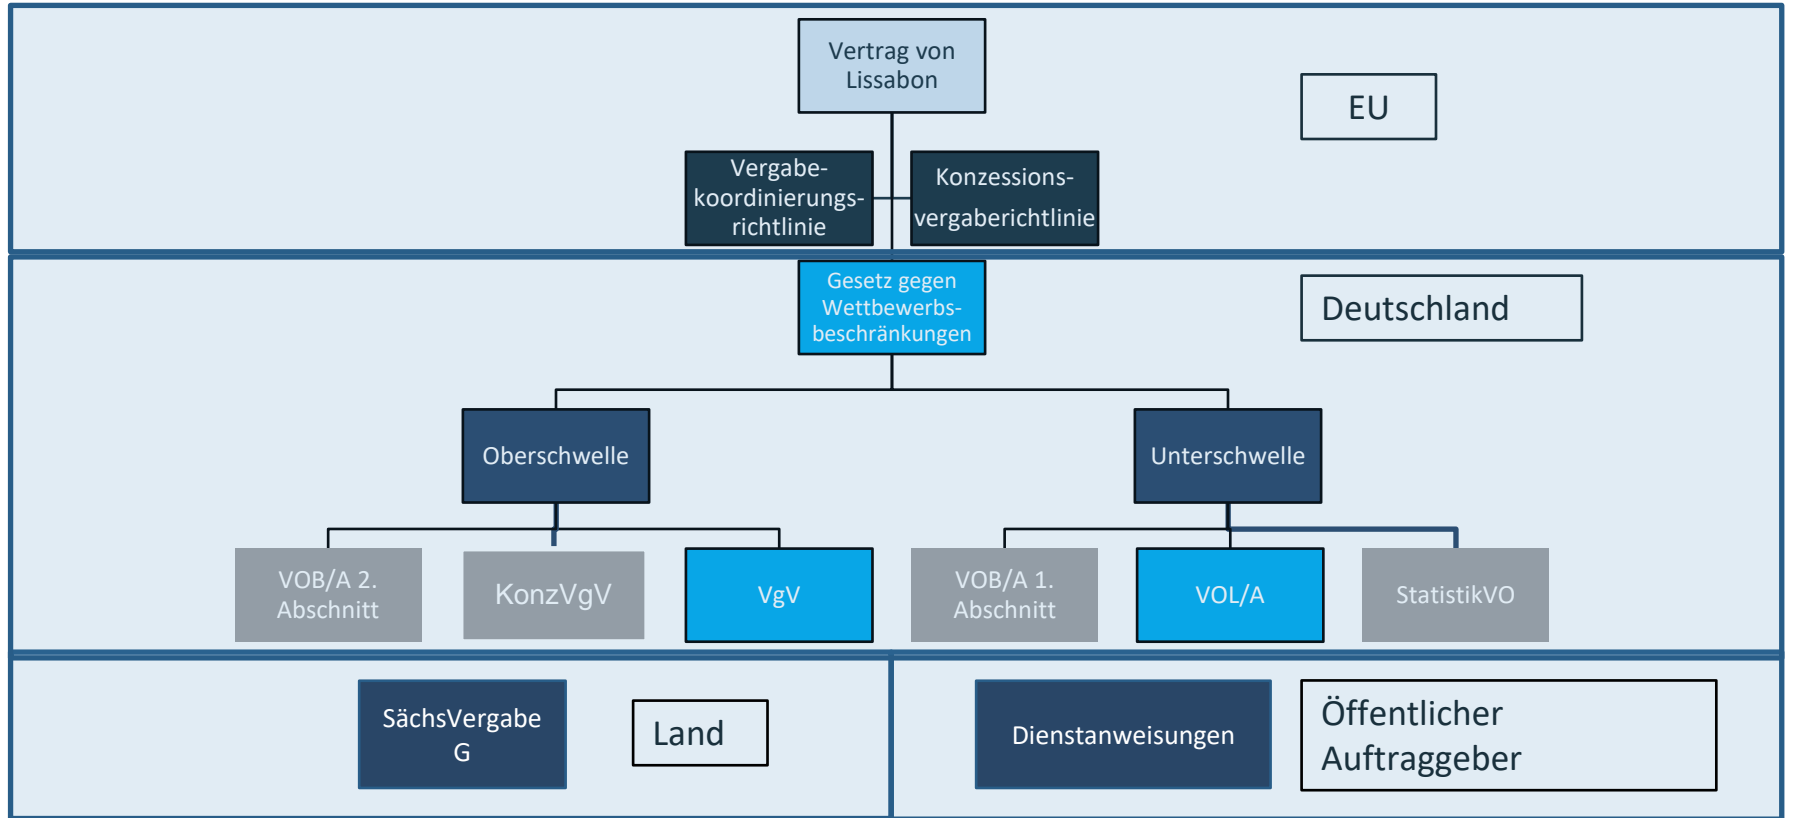 Vertrag von
Lissabon
EU
Vergabe-
koordinierungs-
richtlinie
Konzessions-
vergaberichtlinie
Gesetz gegen
Wettbewerbs-
beschränkungen
Deutschland
Oberschwelle
Unterschwelle
VOB/A 2.
Abschnitt
KonzVgV
VgV
VOB/A 1.
Abschnitt
VOL/A
StatistikVO
SächsVergabe
G
Land
Dienstanweisungen
Öffentlicher
Auftraggeber